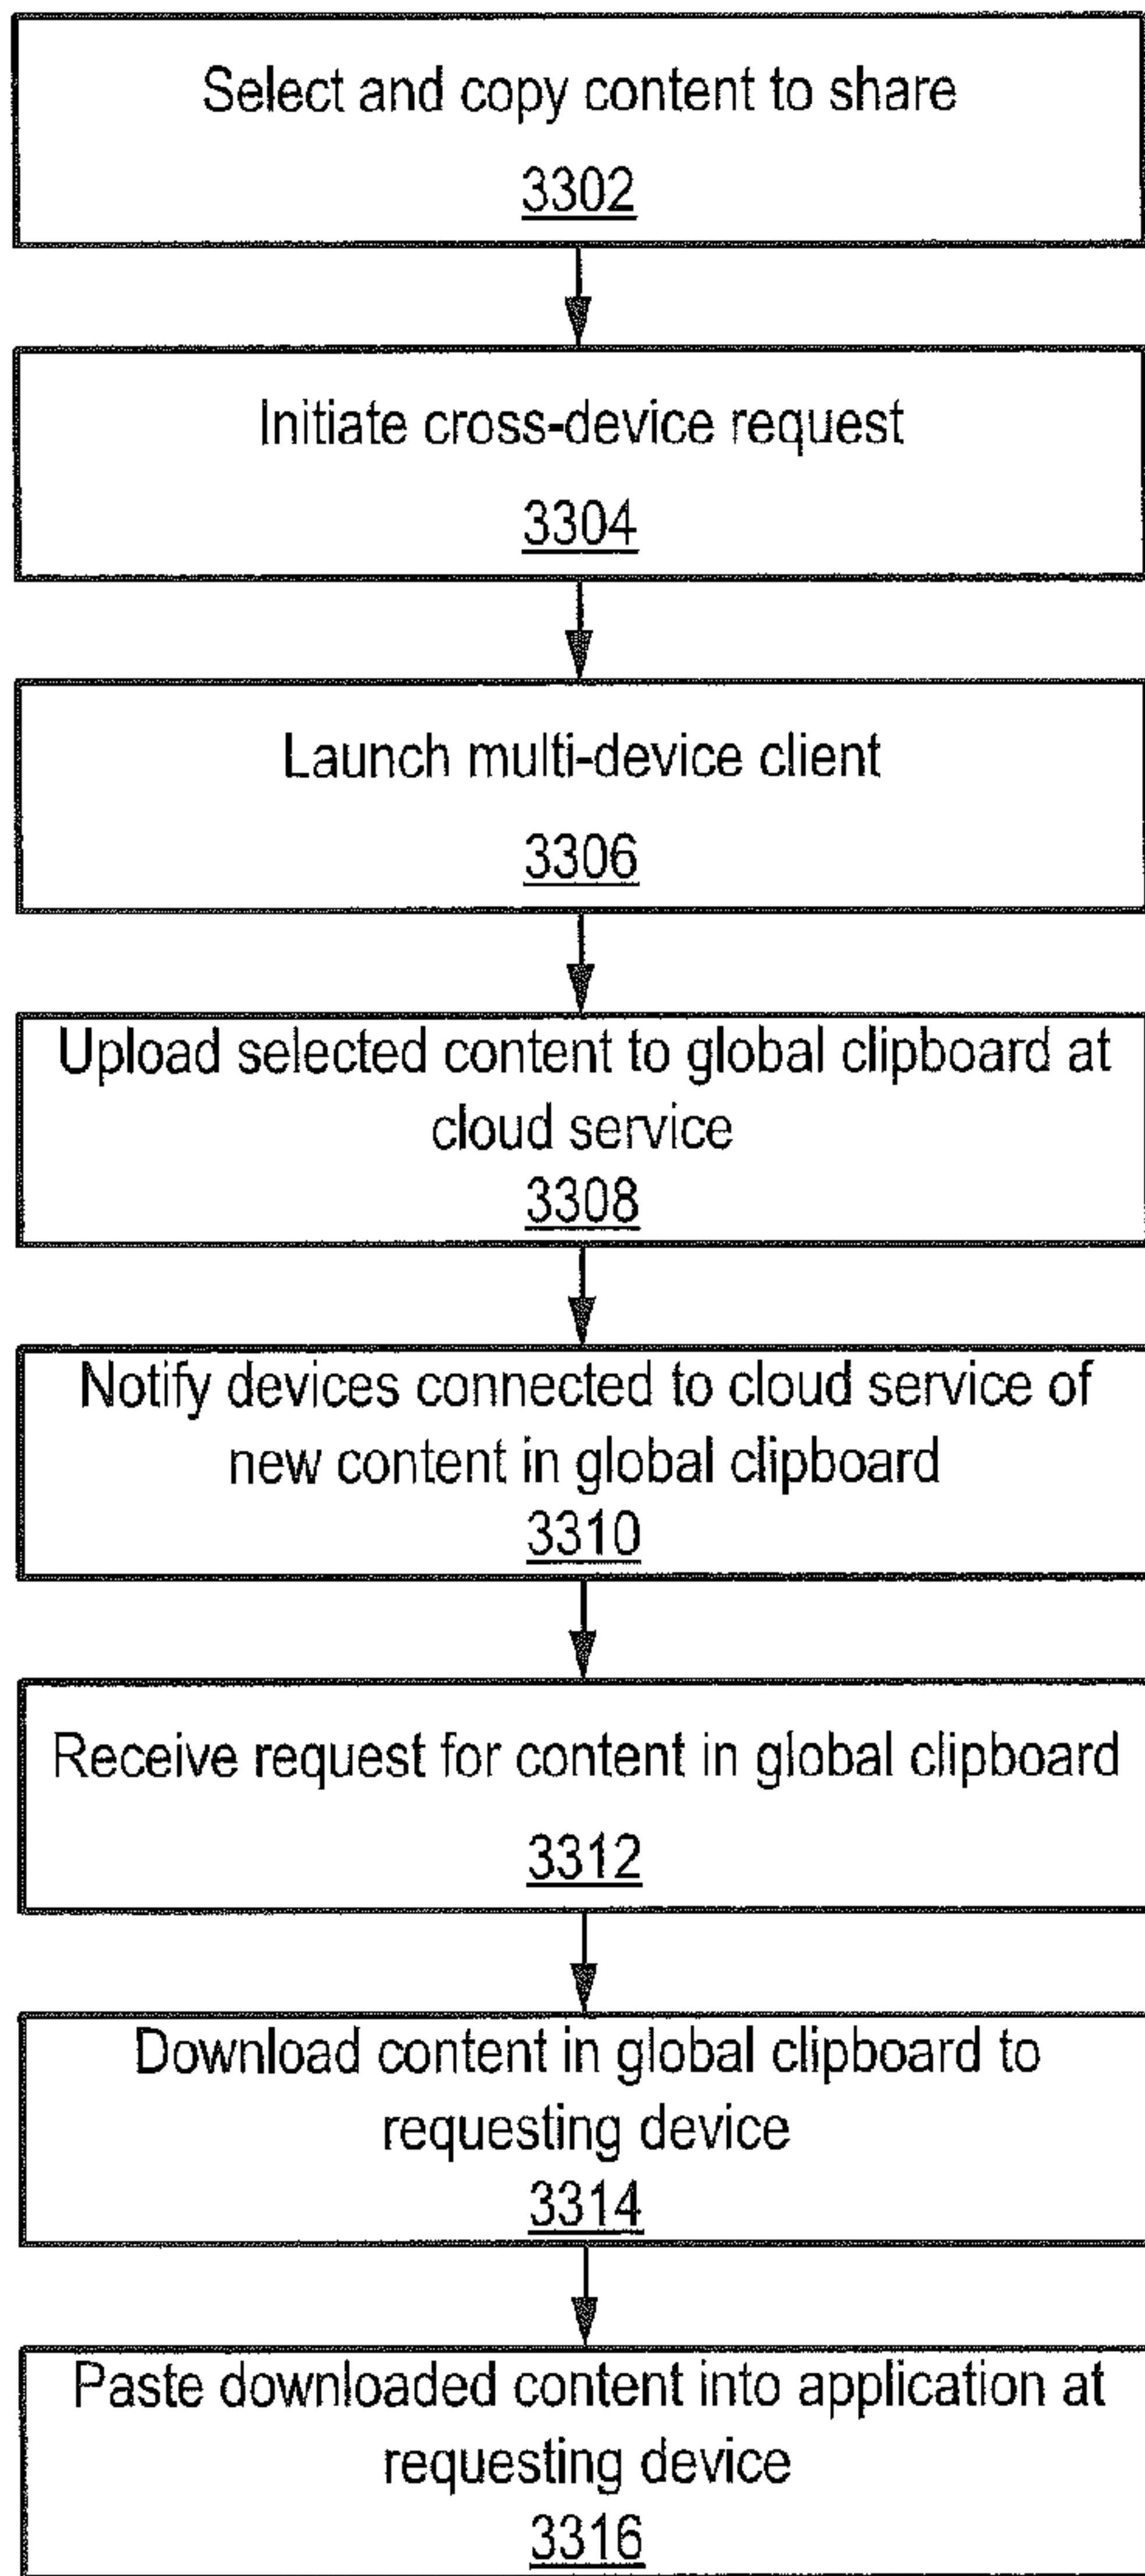 Select and copy content to share
3302
Initiate cross-device request
3304
Launch multi-device client
3306
Upload selected content to global clipboard at
cloud service
3308
Notify devices connected to cloud service of
new content in global clipboard
3310
Receive request for content in global clipboard
3312
Download content in global clipboard to
requesting device
3314
Paste downloaded content into application at
requesting device
3316